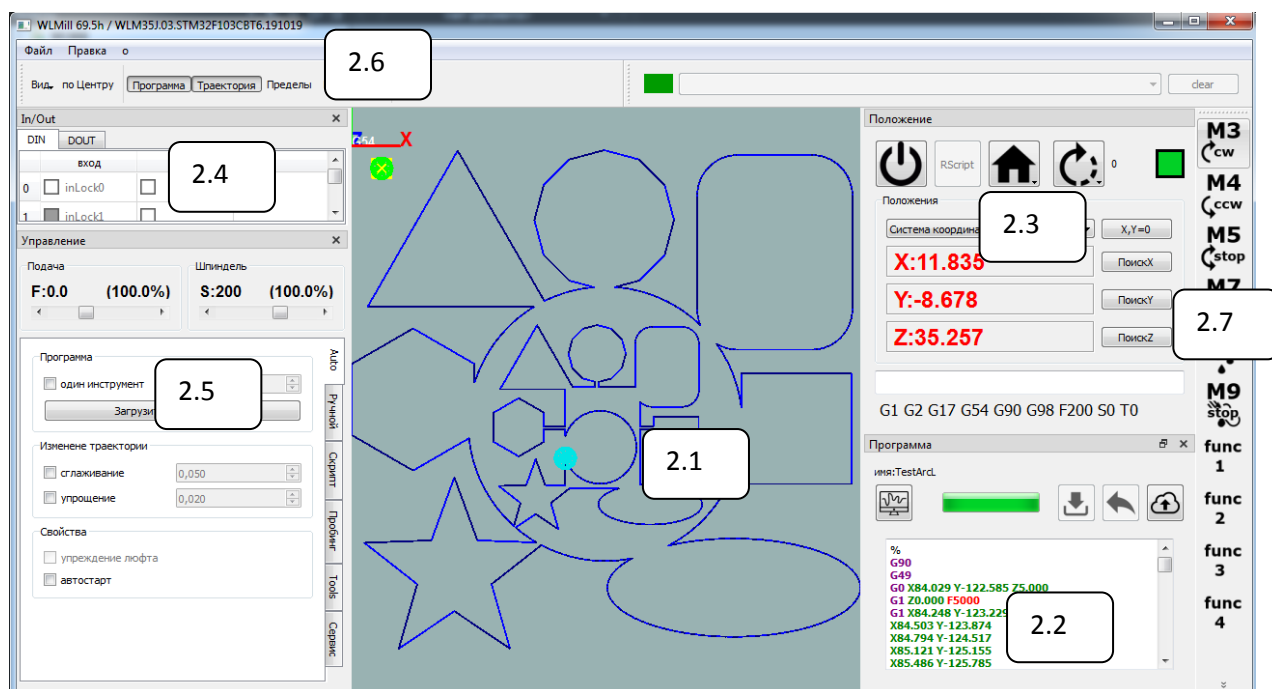 WLMill 69.5h / WLM35J.03.STM32F103CBT6.191019
Файл Правка о
2.6
Вид по Центру Программа Траектория Пределы
clear
In/Out
DIN DOUT
вход
2.4
0 inLock0
1 inLock1
Управление
Подача
F:0.0 (100.0%)
Шпиндель
S:200 (100.0%)
Программа
один инструмент
2.5
Изменене траектории
сглаживание 0,050
упрощение 0,020
Свойства
упреждение люфта
автостарт
Auto
Ручной
Скрипт
Пробинг
Tools
Сервис
G54
X
2.1
Положение
RScript
0
Положения
2.3
X,Y=0
X:11.835 ПоискX
Y:-8.678 ПоискY
Z:35.257 ПоискZ
G1 G2 G17 G54 G90 G98 F200 S0 T0
Программа
имя:TestArcL
%
G90
G49
G0 X84.029 Y-122.585 Z5.000
G1 Z0.000 F5000
G1 X84.248 Y-123.229
X84.503 Y-123.874
X84.794 Y-124.517
X85.121 Y-125.155
X85.486 Y-125.785
2.2
M3
cw
M4
ccw
M5
stop
M7
2.7
M9
stop
func
1
func
2
func
3
func
4